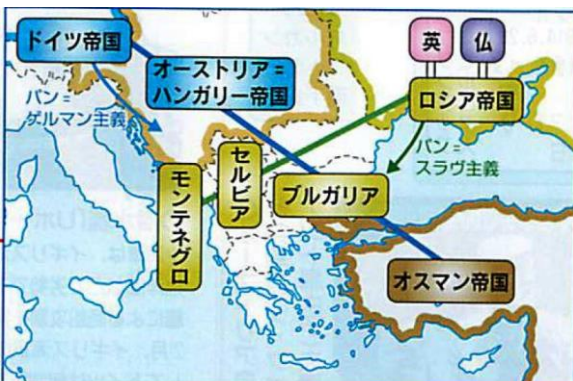 ドイツ帝国
オーストリア=
ハンガリー帝国
英
仏
ロシア帝国
パン=
ゲルマン主義
パン=
スラヴ主義
セルビア
モンテネグロ
ブルガリア
オスマン帝国